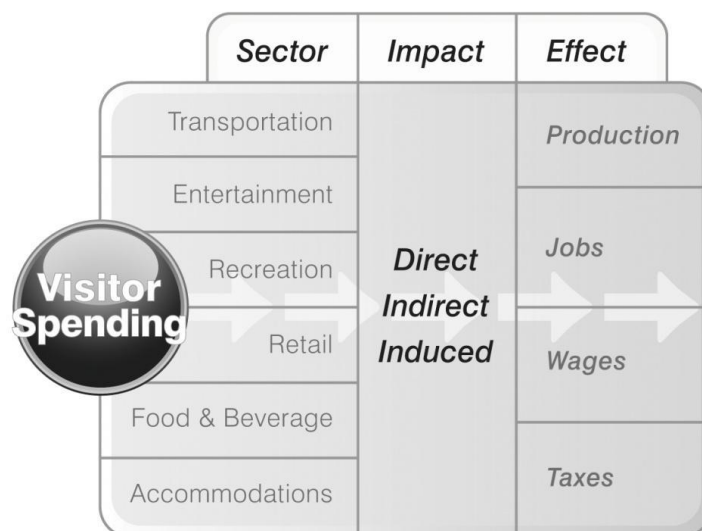 Sector
Impact
Effect
Transportation
Entertainment
Recreation
Retail
Food & Beverage
Accommodations
Visitor
Spending
Direct
Indirect
Induced
Production
Jobs
Wages
Taxes